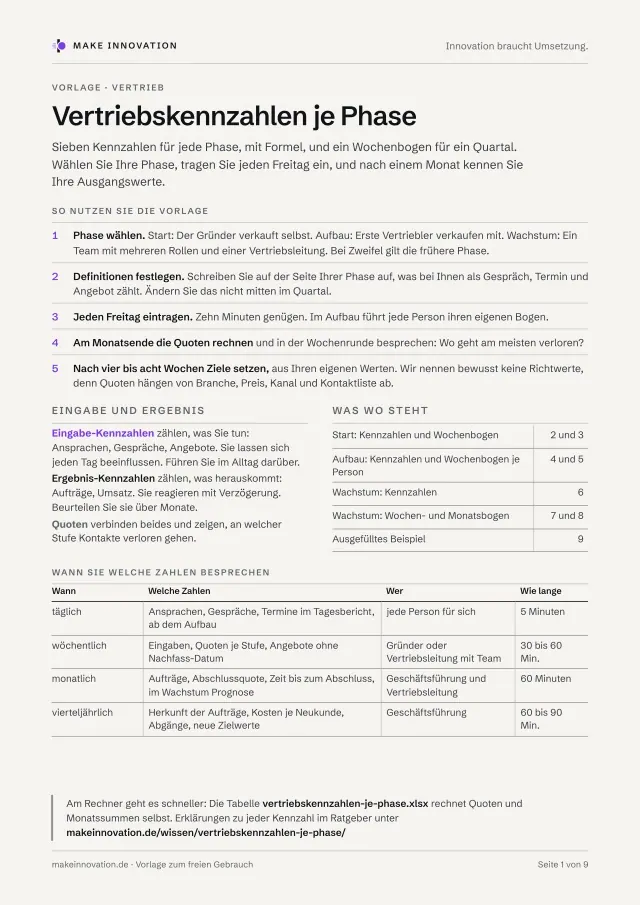 MAKE INNOVATION
Innovation braucht Umsetzung.
VORLAGE · VERTRIEB
Vertriebskennzahlen je Phase
Sieben Kennzahlen für jede Phase, mit Formel, und ein Wochenbogen für ein Quartal.
Wählen Sie Ihre Phase, tragen Sie jeden Freitag ein, und nach einem Monat kennen Sie
Ihre Ausgangswerte.
SO NUTZEN SIE DIE VORLAGE
1 Phase wählen. Start: Der Gründer verkauft selbst. Aufbau: Erste Vertriebler verkaufen mit. Wachstum: Ein
Team mit mehreren Rollen und einer Vertriebsleitung. Bei Zweifel gilt die frühere Phase.
2 Definitionen festlegen. Schreiben Sie auf der Seite Ihrer Phase auf, was bei Ihnen als Gespräch, Termin und
Angebot zählt. Ändern Sie das nicht mitten im Quartal.
3 Jeden Freitag eintragen. Zehn Minuten genügen. Im Aufbau führt jede Person ihren eigenen Bogen.
4 Am Monatsende die Quoten rechnen und in der Wochenrunde besprechen: Wo geht am meisten verloren?
5 Nach vier bis acht Wochen Ziele setzen, aus Ihren eigenen Werten. Wir nennen bewusst keine Richtwerte,
denn Quoten hängen von Branche, Preis, Kanal und Kontaktliste ab.
EINGABE UND ERGEBNIS
Eingabe-Kennzahlen zählen, was Sie tun:
Ansprachen, Gespräche, Angebote. Sie lassen sich
jeden Tag beeinflussen. Führen Sie im Alltag darüber.
Ergebnis-Kennzahlen zählen, was herauskommt:
Aufträge, Umsatz. Sie reagieren mit Verzögerung.
Beurteilen Sie sie über Monate.
Quoten verbinden beides und zeigen, an welcher
Stufe Kontakte verloren gehen.
WAS WO STEHT
Start: Kennzahlen und Wochenbogen 2 und 3
Aufbau: Kennzahlen und Wochenbogen je 4 und 5
Person
Wachstum: Kennzahlen 6
Wachstum: Wochen- und Monatsbogen 7 und 8
Ausgefülltes Beispiel 9
WANN SIE WELCHE ZAHLEN BESPRECHEN
Wann Welche Zahlen Wer Wie lange
täglich Ansprachen, Gespräche, Termine im Tagesbericht, jede Person für sich 5 Minuten
ab dem Aufbau
wöchentlich Eingaben, Quoten je Stufe, Angebote ohne Gründer oder 30 bis 60
Nachfass-Datum Vertriebsleitung mit Team Min.
monatlich Aufträge, Abschlussquote, Zeit bis zum Abschluss, Geschäftsführung und 60 Minuten
im Wachstum Prognose Vertriebsleitung
vierteljährlich Herkunft der Aufträge, Kosten je Neukunde, Geschäftsführung 60 bis 90
Abgänge, neue Zielwerte Min.
Am Rechner geht es schneller: Die Tabelle vertriebskennzahlen-je-phase.xlsx rechnet Quoten und
Monatssummen selbst. Erklärungen zu jeder Kennzahl im Ratgeber unter
makeinnovation.de/wissen/vertriebskennzahlen-je-phase/
makeinnovation.de · Vorlage zum freien Gebrauch
Seite 1 von 9